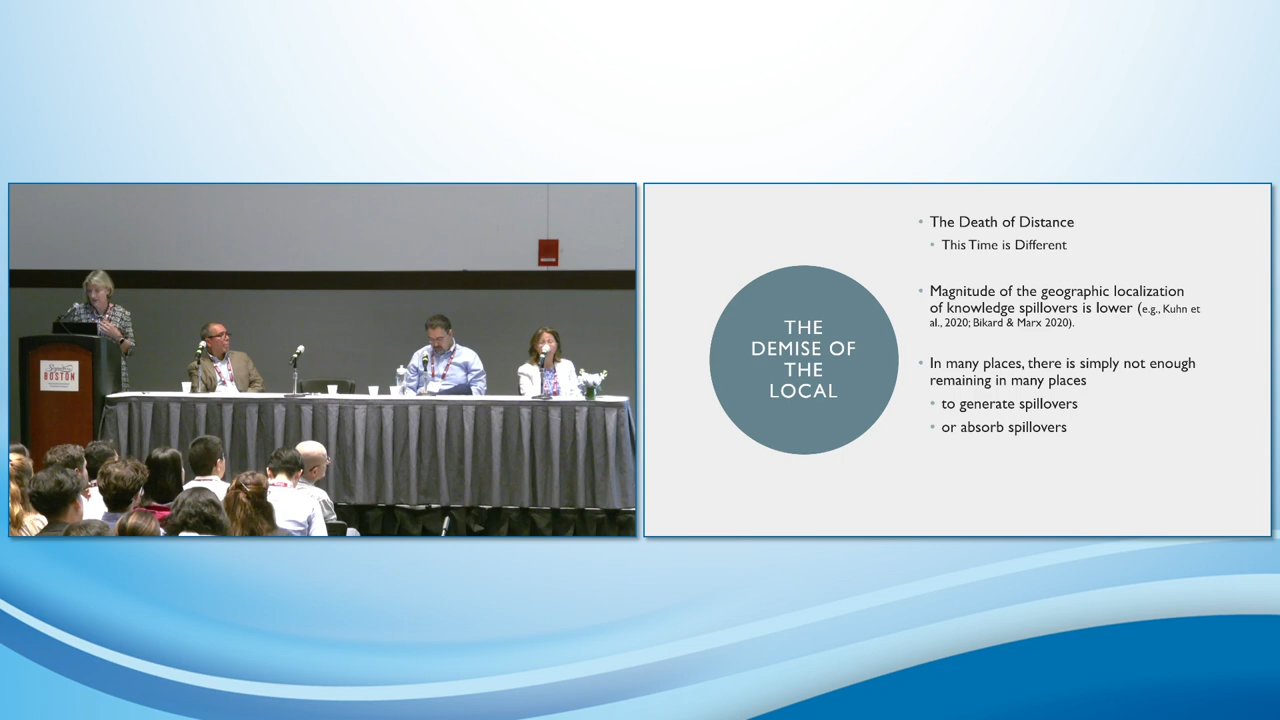 BOSTON
THE
DEMISE OF
THE
LOCAL
• The Death of Distance
• This Time is Different
• Magnitude of the geographic localization
of knowledge spillovers is lower (e.g., Kuhn et
al., 2020; Bikard & Marx 2020).
• In many places, there is simply not enough
remaining in many places
• to generate spillovers
• or absorb spillovers